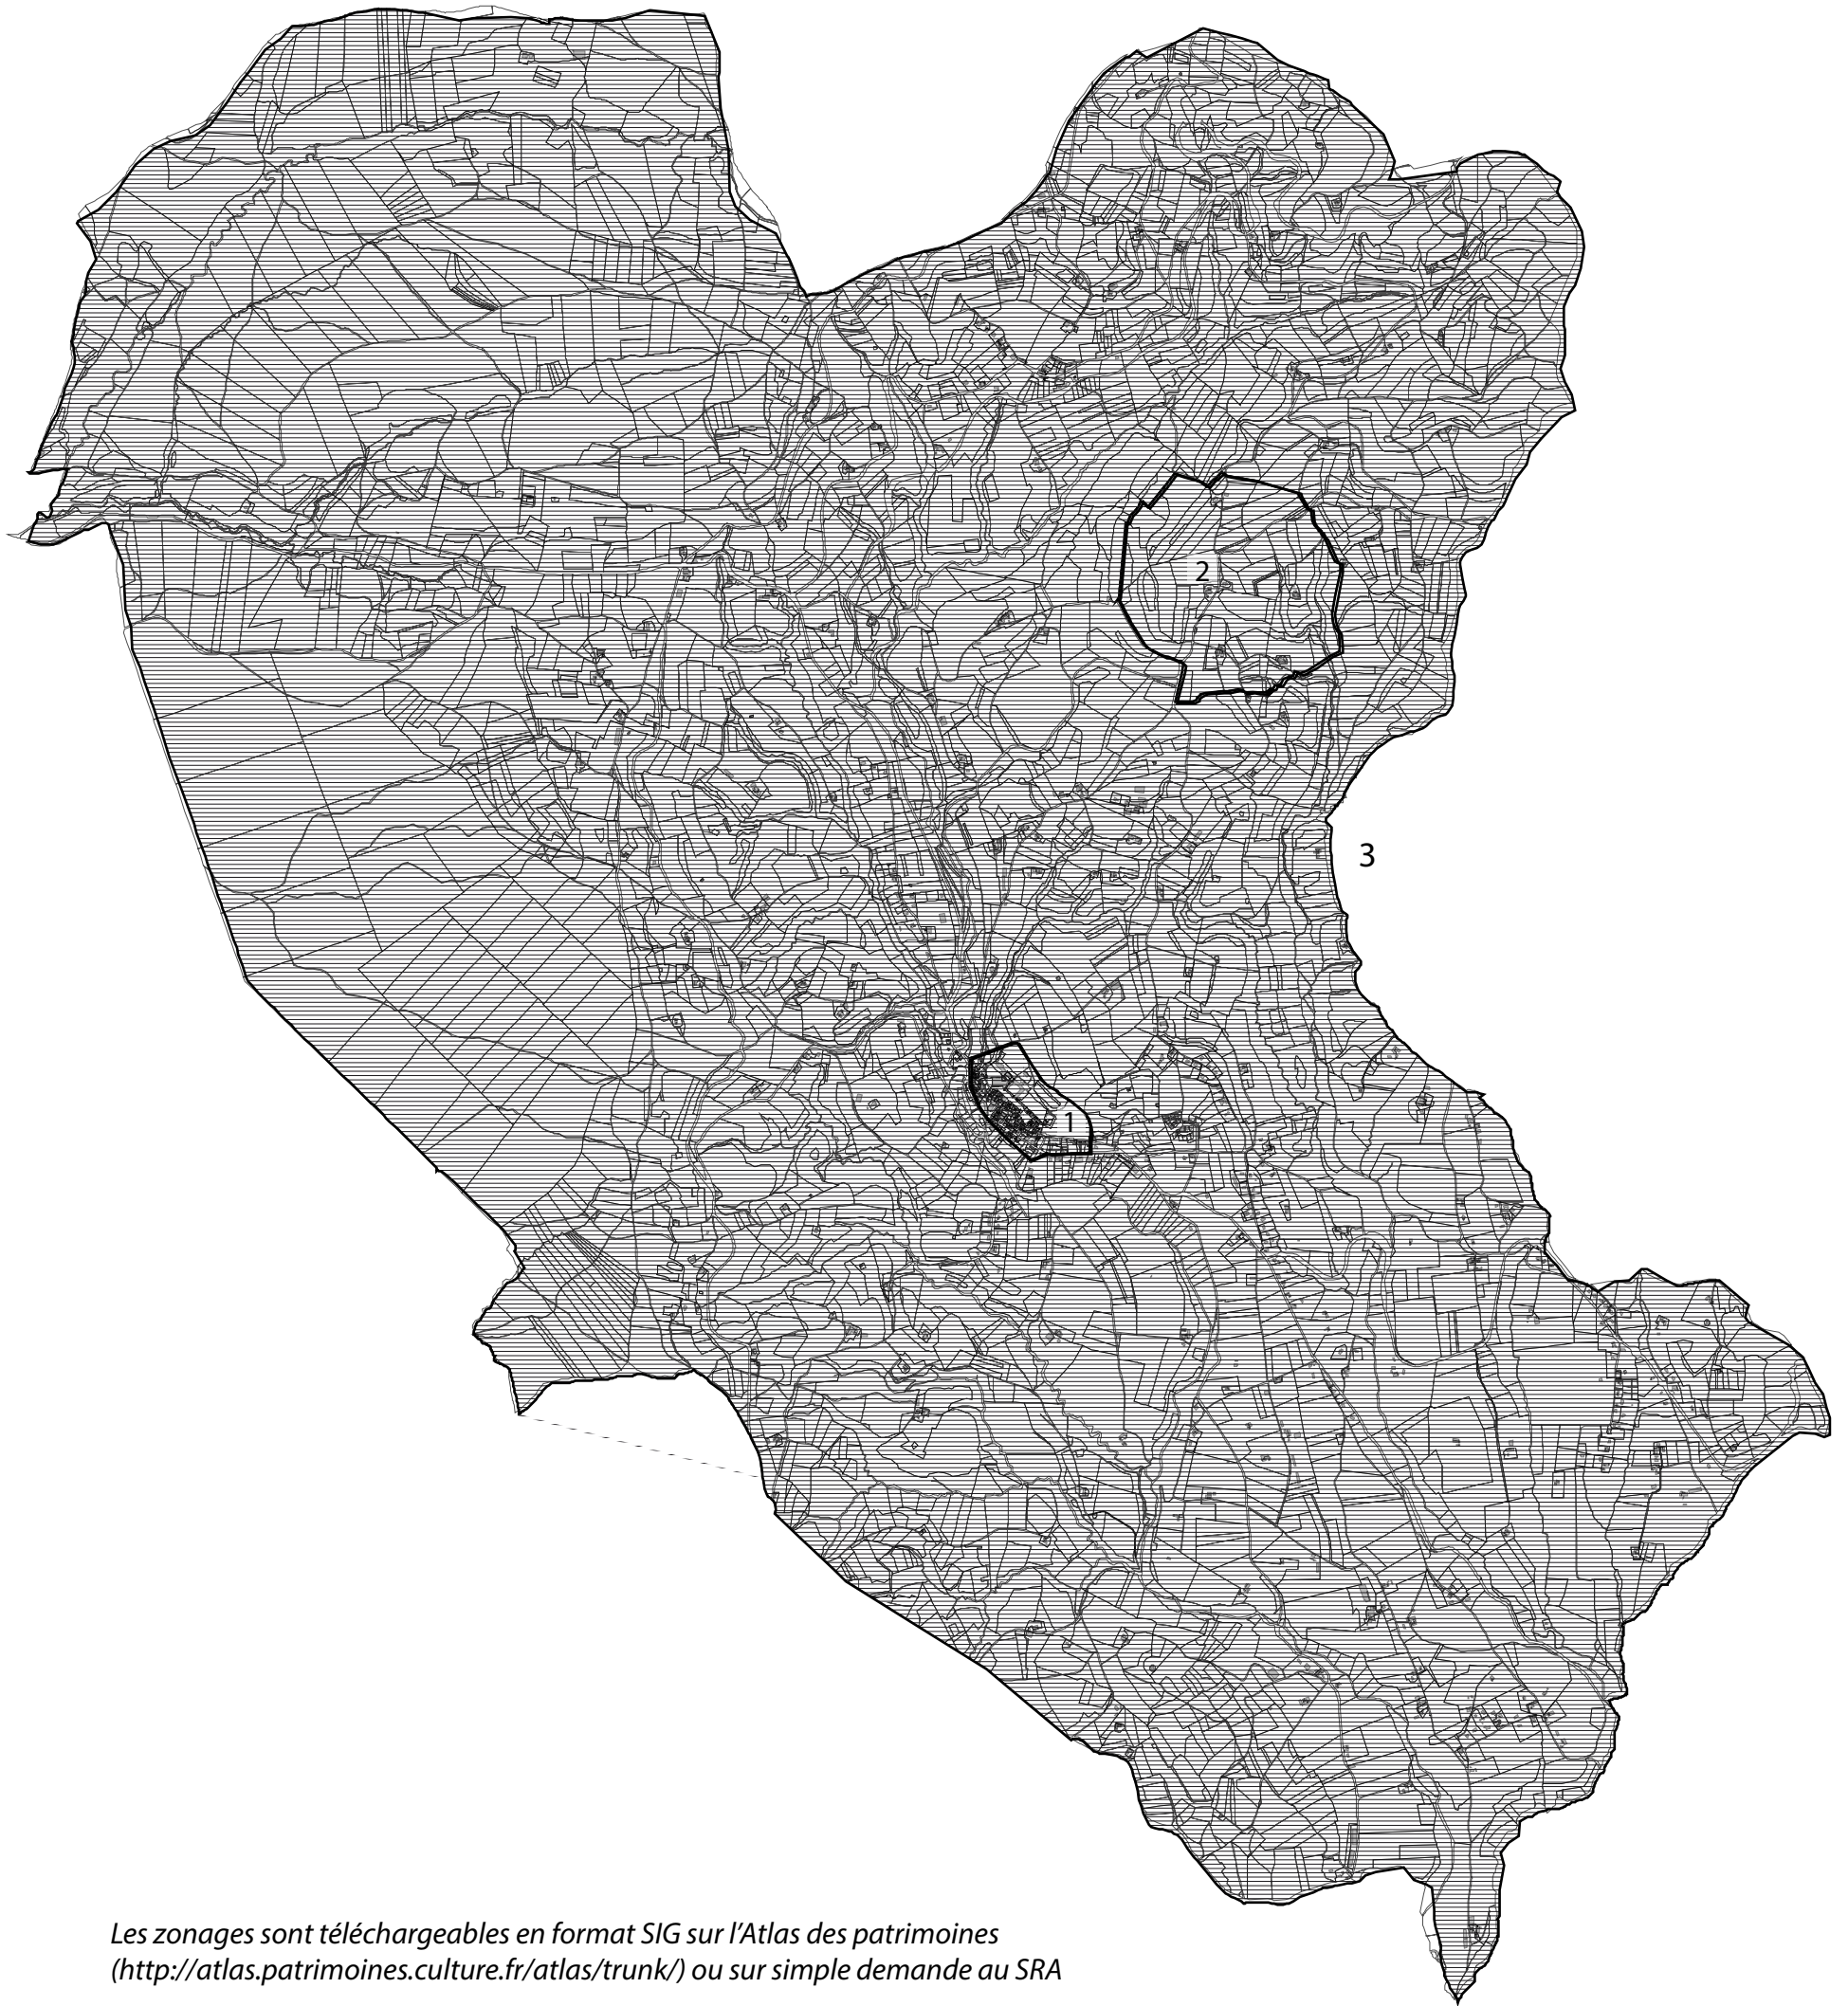 2
3
1
Les zonages sont téléchargeables en format SIG sur l’Atlas des patrimoines
(http://atlas.patrimoines.culture.fr/atlas/trunk/) ou sur simple demande au SRA